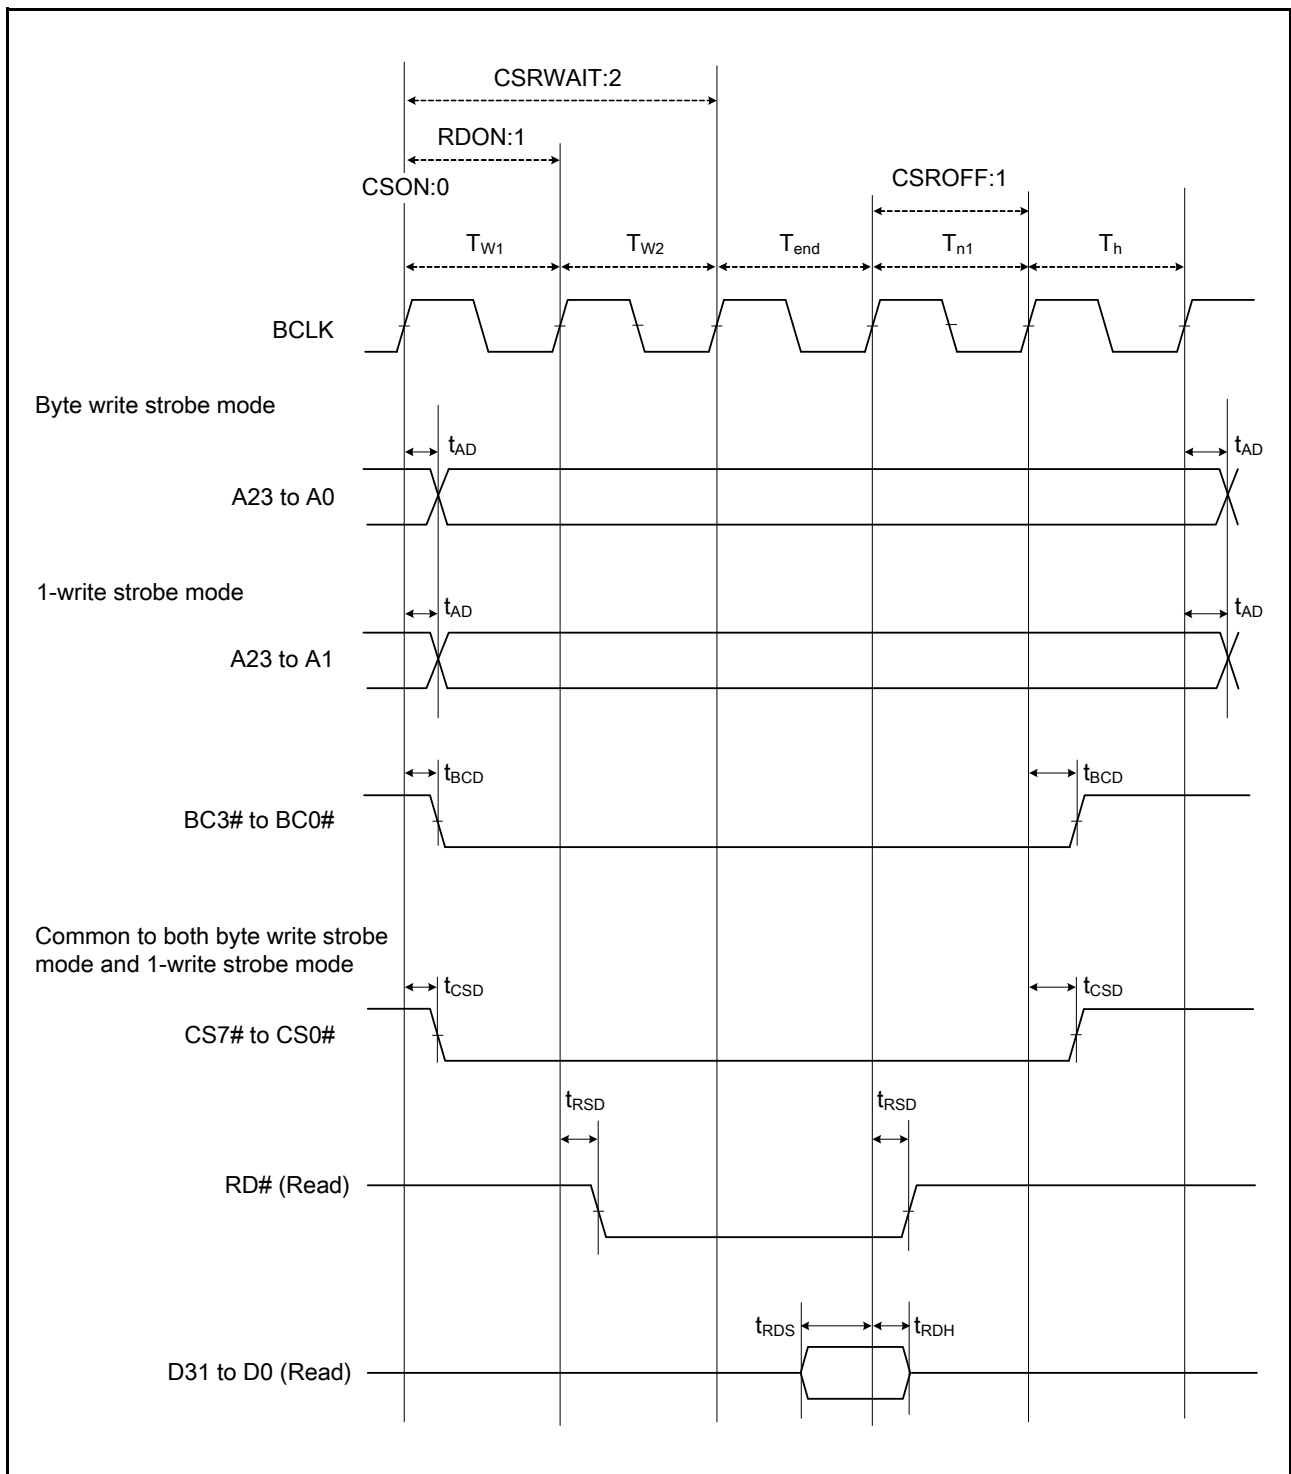 CSRWAIT:2
RDON:1
CSON:0
CSROFF:1
TW1 TW2 Tend Tn1 Th
BCLK
Byte write strobe mode
tAD tAD
A23 to A0
1-write strobe mode
tAD tAD
A23 to A1
tBCD tBCD
BC3# to BC0#
Common to both byte write strobe
mode and 1-write strobe mode
tCSD tCSD
CS7# to CS0#
tRSD tRSD
RD# (Read)
tRDS tRDH
D31 to D0 (Read)